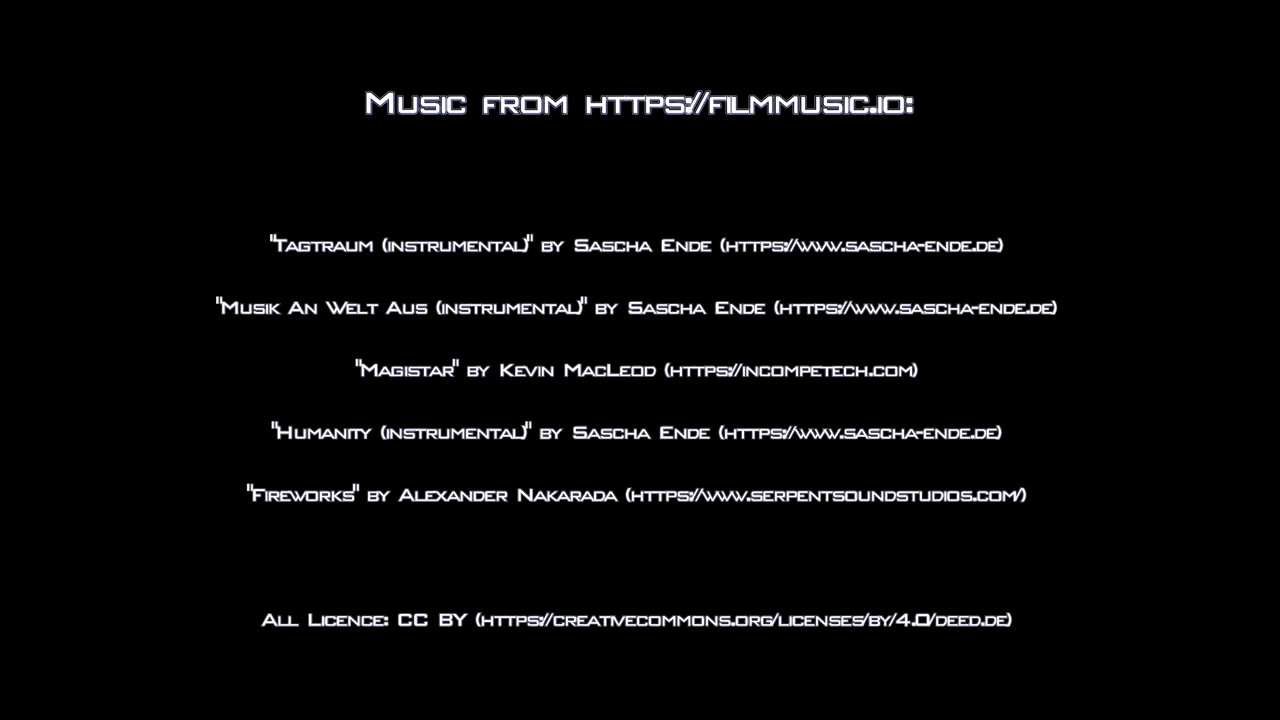 Music from https://filmmusic.io:
"Tagtraum (instrumental)" by Sascha Ende (https://www.sascha-ende.de)
"Musik An Welt Aus (instrumental)" by Sascha Ende (https://www.sascha-ende.de)
"Magistar" by Kevin MacLeod (https://incompetech.com)
"Humanity (instrumental)" by Sascha Ende (https://www.sascha-ende.de)
"Fireworks" by Alexander Nakarada (https://www.serpentsoundstudios.com/)
All Licence: CC BY (https://creativecommons.org/licenses/by/4.0/deed.de)